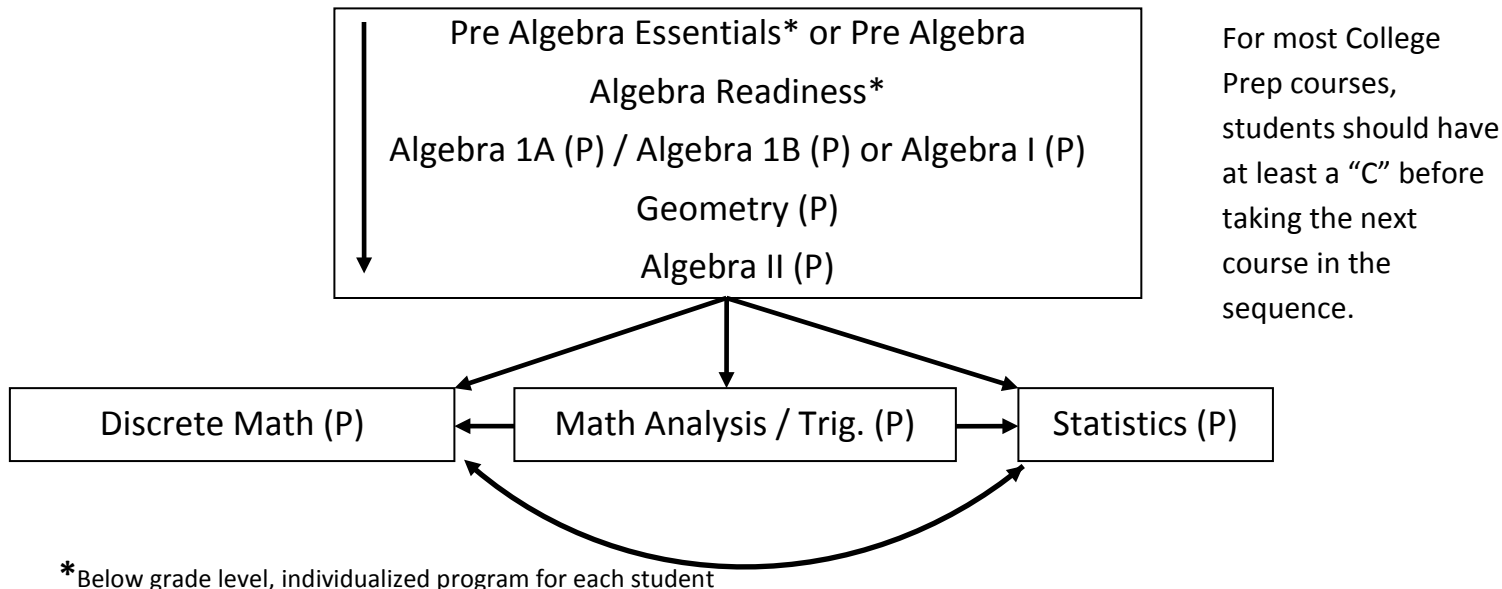 Pre Algebra Essentials* or Pre Algebra
Algebra Readiness*
Algebra 1A (P) / Algebra 1B (P) or Algebra I (P)
Geometry (P)
Algebra II (P)
For most College
Prep courses,
students should have
at least a “C” before
taking the next
course in the
sequence.
Discrete Math (P)
Math Analysis / Trig. (P)
Statistics (P)
*Below grade level, individualized program for each student